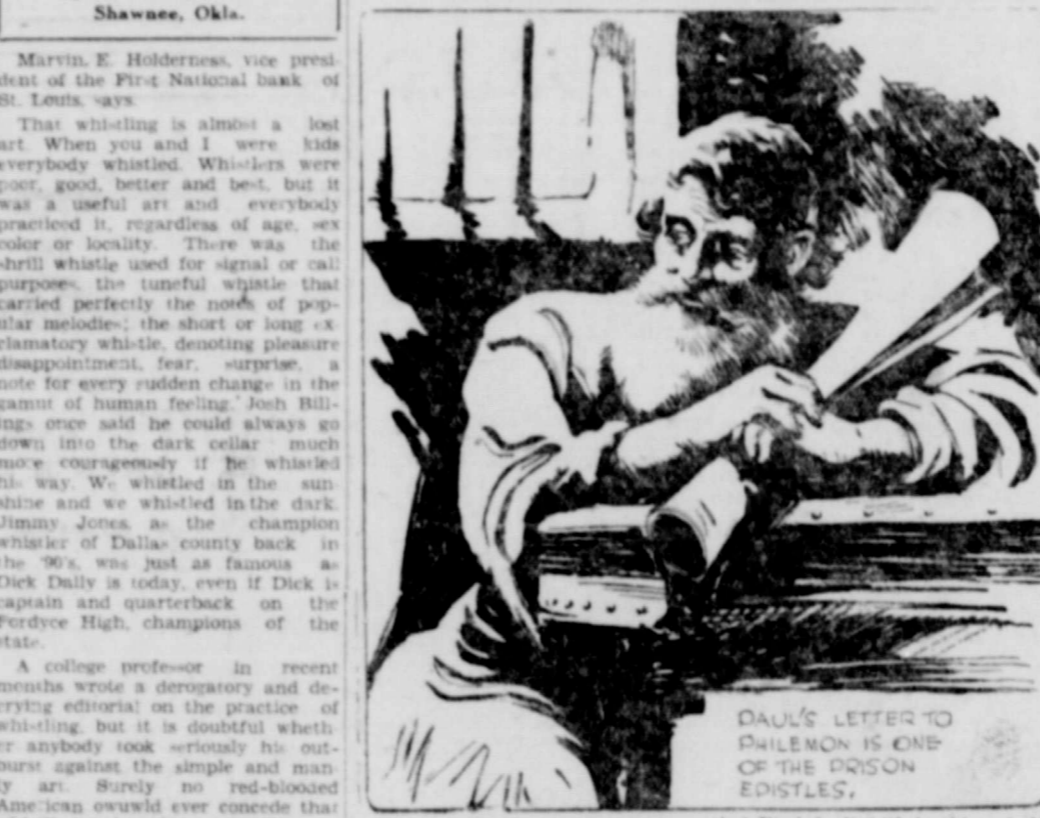 Shawnee, Okla.
Marvin, E. Holderness, vice presi-
dent of the First National bank of
St. Louis, says
That whistling is almost a lost
art. When you and I were kids
everybody whistled. Whistlers were
poor, good, better and best, but it
was a useful art and everybody
practiced it, regardless of age, sex
color or locality. There was the
shrill whistle used for signal or call
purposes, the tuneful whistle that
carried perfectly the notes of pop-
ular melodies; the short or long ex-
clamatory whistle, denoting pleasure
disappointment, fear, surprise, a
note for every sudden change in the
gamut of human feeling. Josh Bill-
ings once said he could always go
down into the dark cellar much
more courageously if he whistled
his way. We whistled in the sun-
shine and we whistled in the dark.
Jimmy Jones, as the champion
whistler of Dallas county back in
the '90's, was just as famous as
Dick Dally is today, even if Dick is
captain and quarterback on the
Fordyce High, champions of the
state.
A college professor in recent
months wrote a derogatory and de-
crying editorial on the practice of
whistling, but it is doubtful wheth-
er anybody took seriously his out-
burst against the simple and man-
ly art. Surely no red-blooded
American owuwld ever concede that
PAUL'S LETTER TO
PHILEMON IS ONE
OF THE PRISON
EPISTLES.